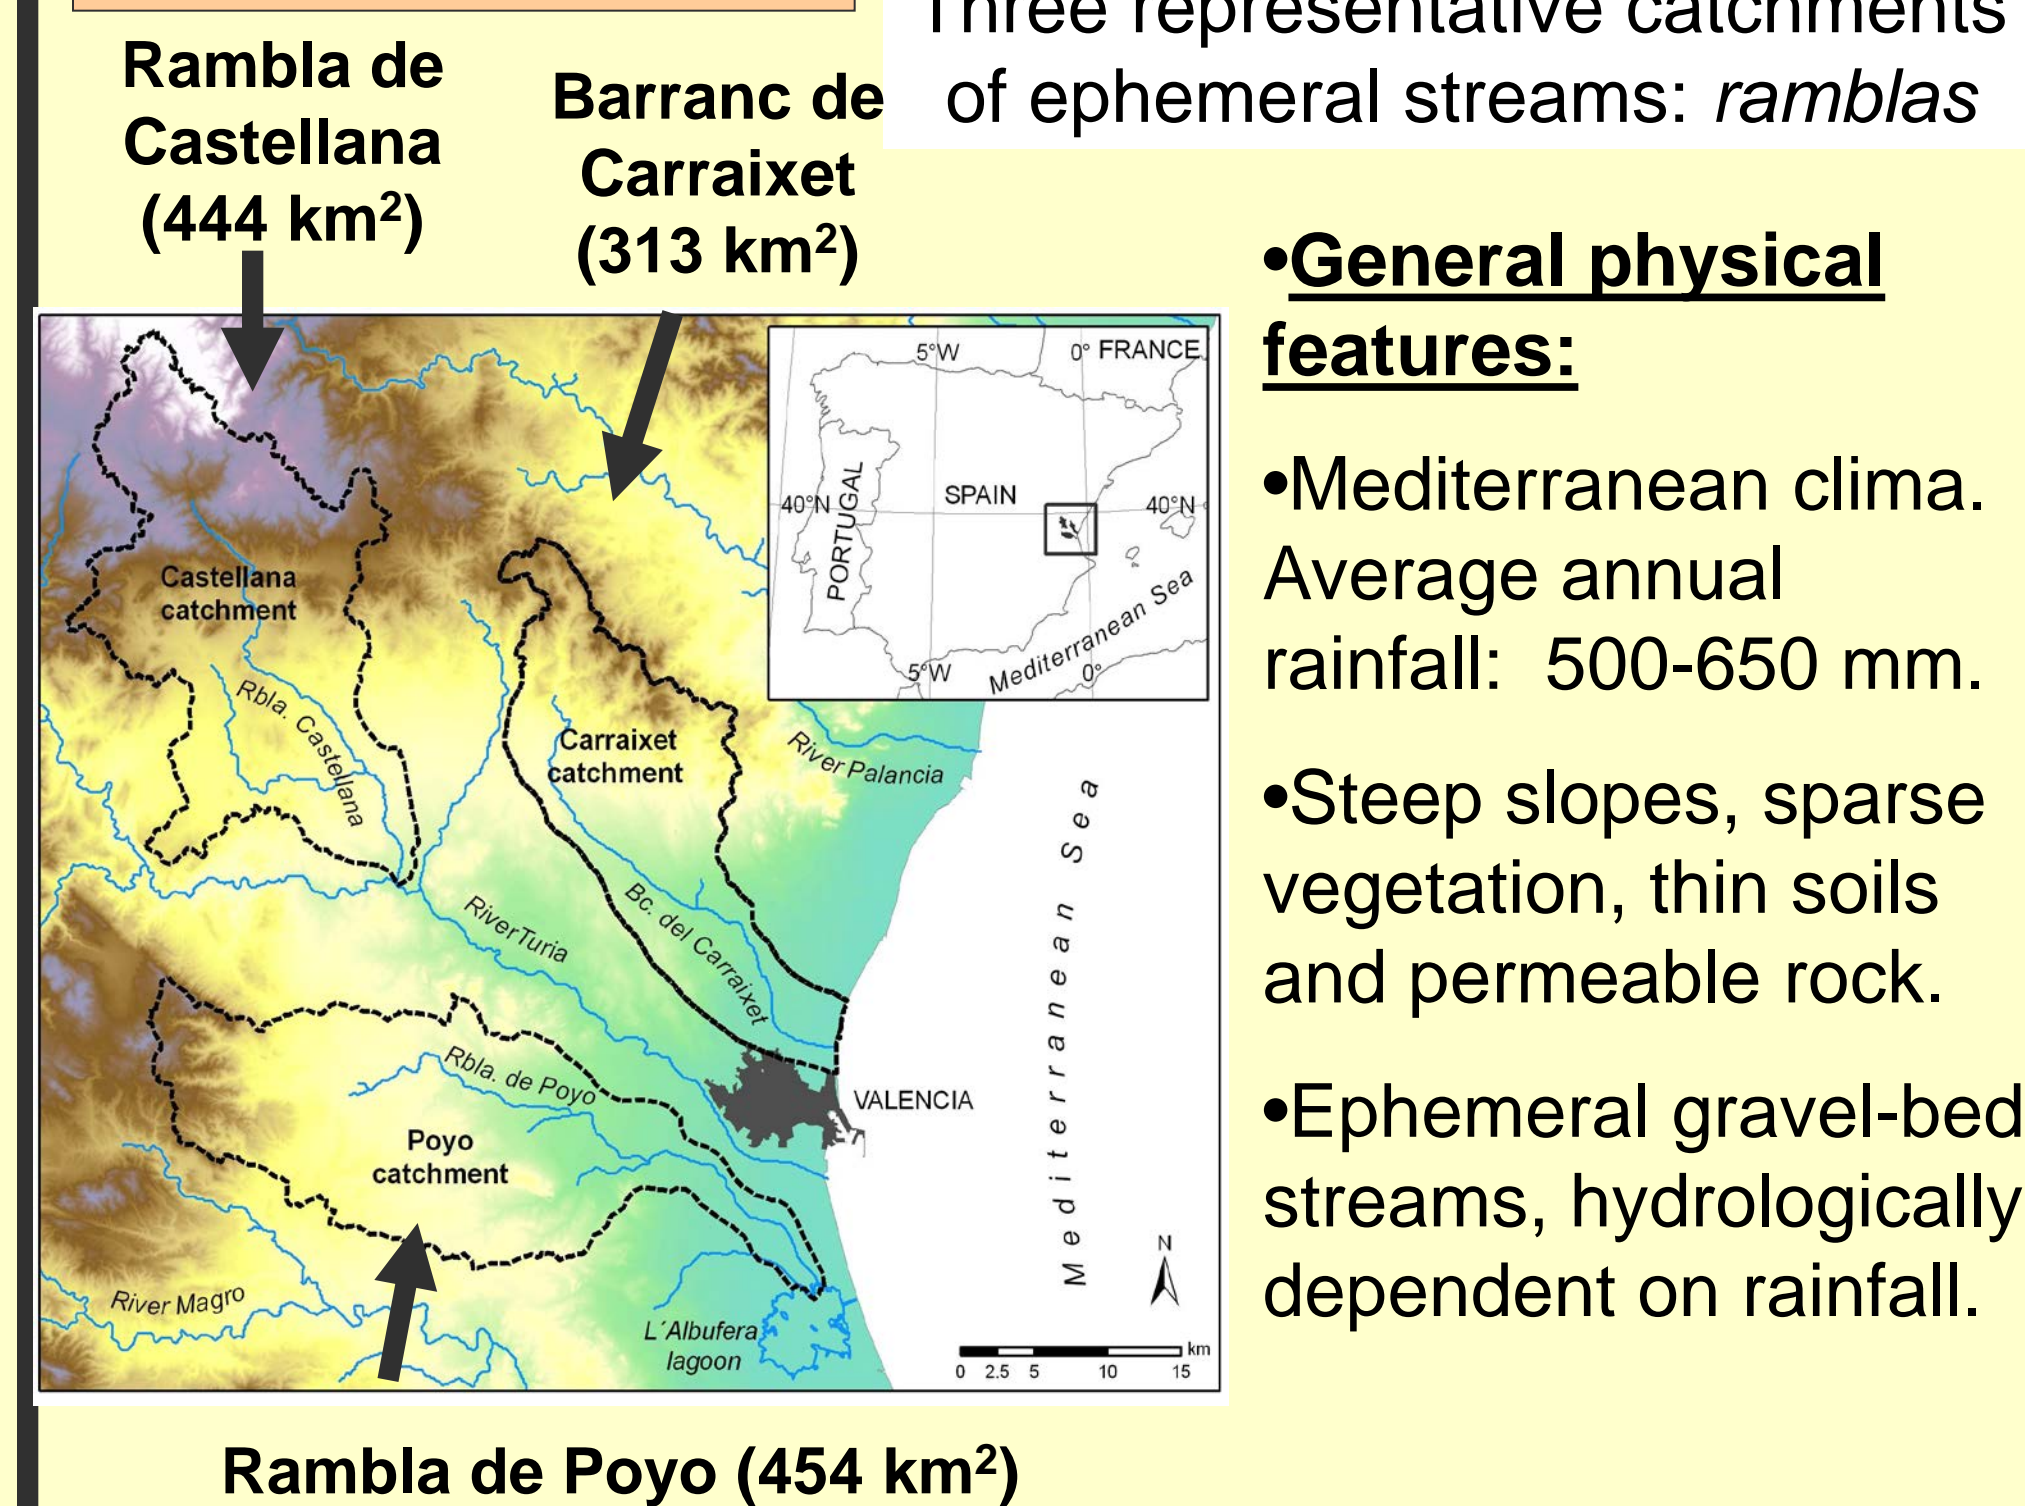 Three representative catchments
of ephemeral streams: ramblas
Rambla de
Castellana
(444 km²)
Barranc de
Carraixet
(313 km²)
5°W
0° FRANCE
40°N
PORTUGAL
SPAIN
40°N
5°W
Mediterranean Sea
0°
Castellana
catchment
Rbla. Castellana
Carraixet
catchment
River Palancia
River Turia
Bc. del Carraixet
Mediterranean Sea
Rbla. de Poyo
VALENCIA
Poyo
catchment
River Magro
L´Albufera
lagoon
N
km
0 2.5 5 10 15
Rambla de Poyo (454 km²)
•General physical
features:
•Mediterranean clima.
Average annual
rainfall: 500-650 mm.
•Steep slopes, sparse
vegetation, thin soils
and permeable rock.
•Ephemeral gravel-bed
streams, hydrologically
dependent on rainfall.